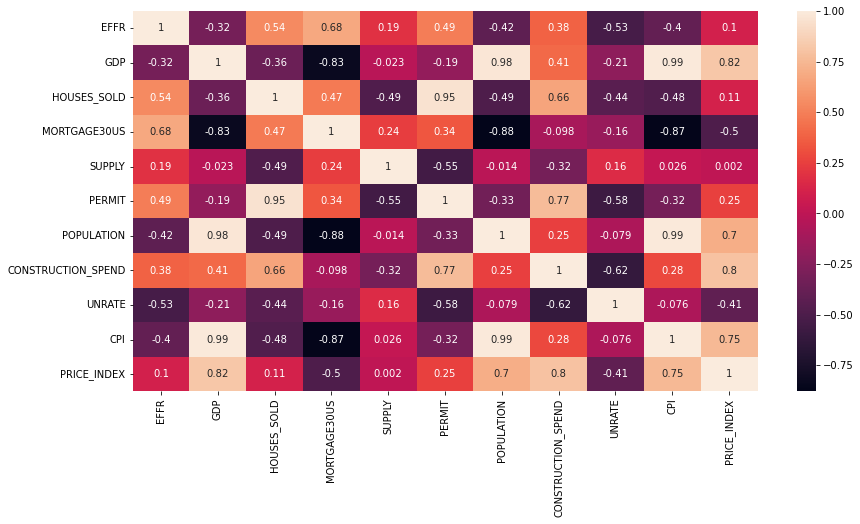 EFFR 1 -0.32 0.54 0.68 0.19 0.49 -0.42 0.38 -0.53 -0.4 0.1
GDP -0.32 1 -0.36 -0.83 -0.023 -0.19 0.98 0.41 -0.21 0.99 0.82
HOUSES_SOLD 0.54 -0.36 1 0.47 -0.49 0.95 -0.49 0.66 -0.44 -0.48 0.11
MORTGAGE30US 0.68 -0.83 0.47 1 0.24 0.34 -0.88 -0.098 -0.16 -0.87 -0.5
SUPPLY 0.19 -0.023 -0.49 0.24 1 -0.55 -0.014 -0.32 0.16 0.026 0.002
PERMIT 0.49 -0.19 0.95 0.34 -0.55 1 -0.33 0.77 -0.58 -0.32 0.25
POPULATION -0.42 0.98 -0.49 -0.88 -0.014 -0.33 1 0.25 -0.079 0.99 0.7
CONSTRUCTION_SPEND 0.38 0.41 0.66 -0.098 -0.32 0.77 0.25 1 -0.62 0.28 0.8
UNRATE -0.53 -0.21 -0.44 -0.16 0.16 -0.58 -0.079 -0.62 1 -0.076 -0.41
CPI -0.4 0.99 -0.48 -0.87 0.026 -0.32 0.99 0.28 -0.076 1 0.75
PRICE_INDEX 0.1 0.82 0.11 -0.5 0.002 0.25 0.7 0.8 -0.41 0.75 1
EFFR GDP HOUSES_SOLD MORTGAGE30US SUPPLY PERMIT POPULATION CONSTRUCTION_SPEND UNRATE CPI PRICE_INDEX
1.00
0.75
0.50
0.25
0.00
-0.25
-0.50
-0.75